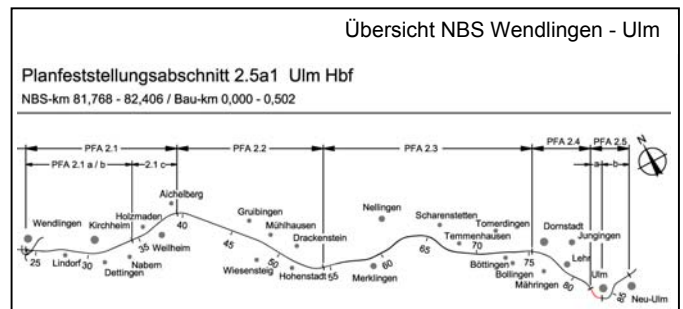 Übersicht NBS Wendlingen - Ulm
Planfeststellungsabschnitt 2.5a1 Ulm Hbf
NBS-km 81,768 - 82,406 / Bau-km 0,000 - 0,502
PFA 2.1
PFA 2.2
PFA 2.3
PFA 2.4
PFA 2.5
N
PFA 2.1 a / b
2.1 c
a
b
Aichelberg
Wendlingen
Kirchheim
Holzmaden
40
Gruibingen
Nellingen
Scharenstetten
Tomerdingen
Dornstadt
Jungingen
Mühlhausen
35
Weilheim
45
Drackenstein
65
Temmenhausen
70
25
Lindorf
30
Nabern
Dettingen
Wiesensteig
50
Hohenstadt
55
Merklingen
60
Böttingen
75
Bollingen
Mähringen
Lehr
80
Ulm
85
Neu-Ulm